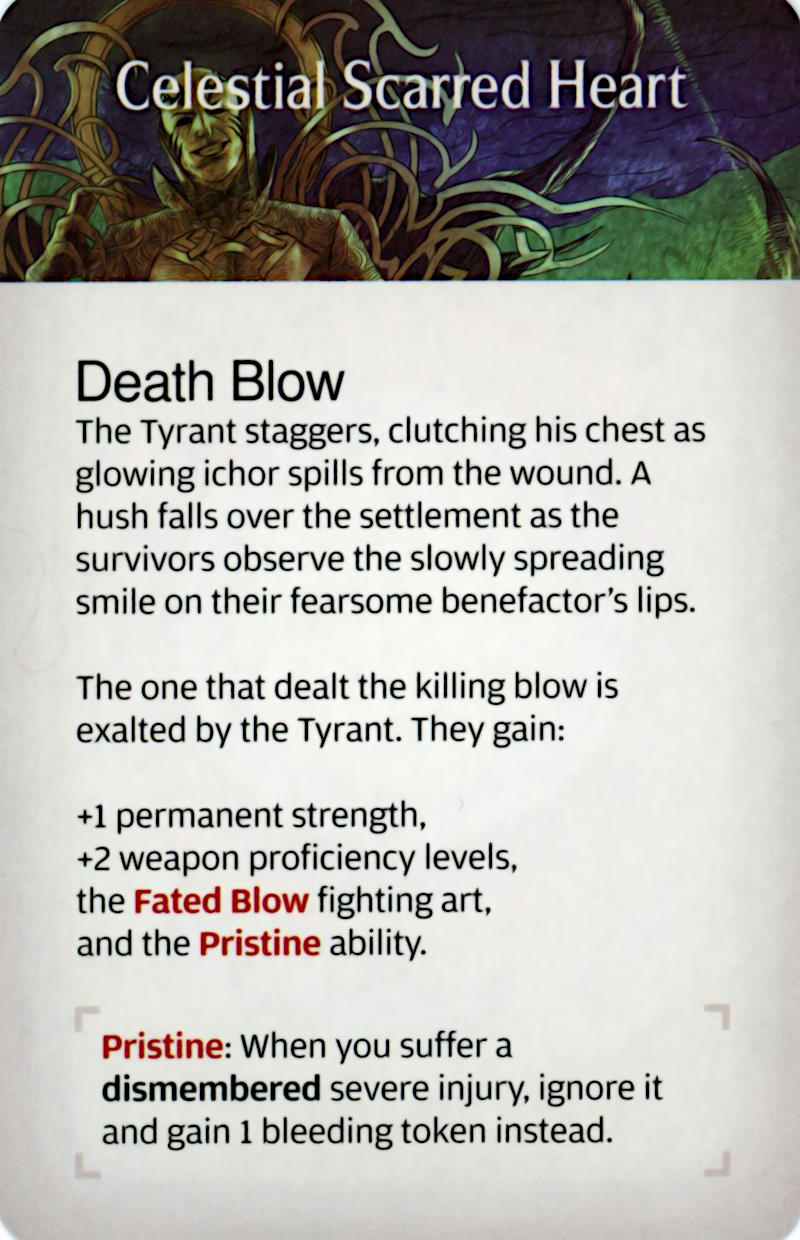 Celestial Scarred Heart
Death Blow
The Tyrant staggers, clutching his chest as
glowing ichor spills from the wound. A
hush falls over the settlement as the
survivors observe the slowly spreading
smile on their fearsome benefactor’s lips.
The one that dealt the killing blow is
exalted by the Tyrant. They gain:
+1 permanent strength,
+2 weapon proficiency levels,
the Fated Blow fighting art,
and the Pristine ability.
Pristine: When you suffer a
dismembered severe injury, ignore it
and gain 1 bleeding token instead.